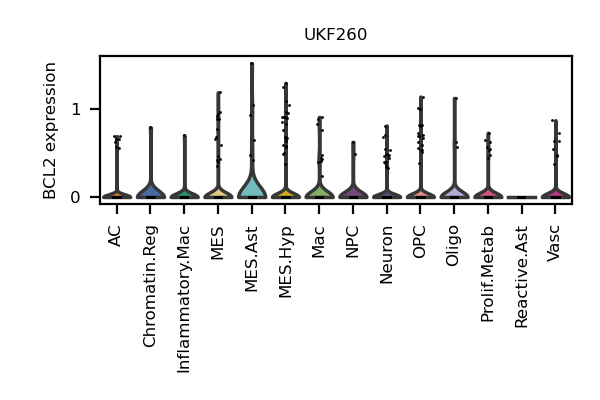 UKF260
BCL2 expression
1
0
AC
Chromatin.Reg
Inflammatory.Mac
MES
MES.Ast
MES.Hyp
Mac
NPC
Neuron
OPC
Oligo
Prolif.Metab
Reactive.Ast
Vasc